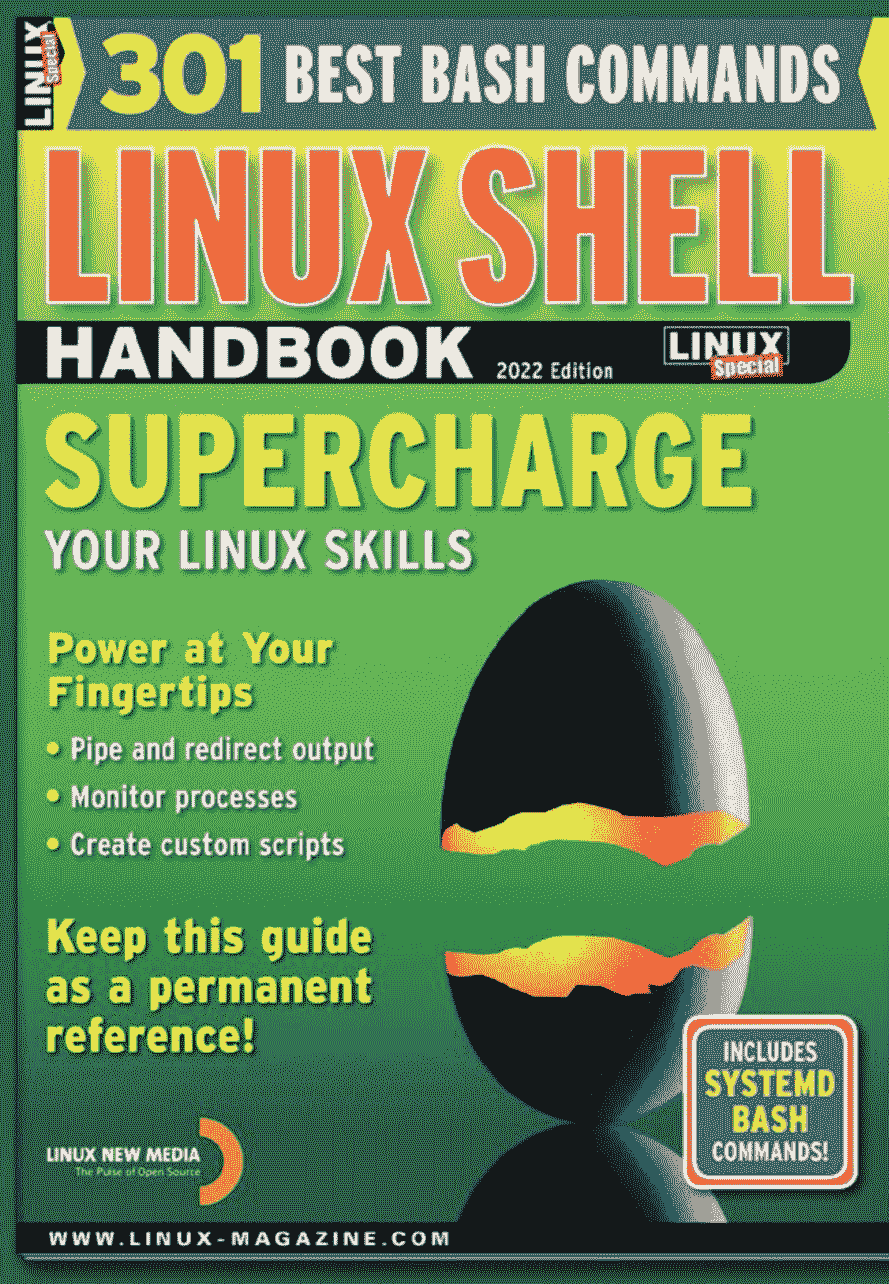 LINUX
Special
301 BEST BASH COMMANDS
LINUX SHELL
HANDBOOK
2022 Edition
LINUX
Special
SUPERCHARGE
YOUR LINUX SKILLS
Power at Your
Fingertips
• Pipe and redirect output
• Monitor processes
• Create custom scripts
Keep this guide
as a permanent
reference!
INCLUDES
SYSTEMD
BASH
COMMANDS!
LINUX NEW MEDIA
The Pulse of Open Source
WWW.LINUX-MAGAZINE.COM